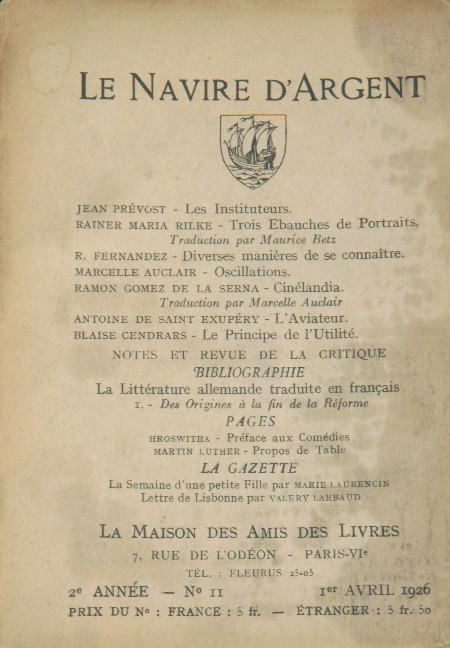 LE NAVIRE D'ARGENT
JEAN PRÉVOST - Les Instituteurs.
RAINER MARIA RILKE - Trois Ebauches de Portraits.
Traduction par Maurice Betz
R. FERNANDEZ - Diverses manières de se connaître.
MARCELLE AUCLAIR - Oscillations.
RAMON GOMEZ DE LA SERNA - Cinélandia.
Traduction par Marcelle Auclair
ANTOINE DE SAINT EXUPÉRY - L'Aviateur.
BLAISE CENDRARS - Le Principe de l'Utilité.
NOTES ET REVUE DE LA CRITIQUE
BIBLIOGRAPHIE
La Littérature allemande traduite en français
I. - Des Origines à la fin de la Réforme
PAGES
HROSWITHA - Préface aux Comédies
MARTIN LUTHER - Propos de Table
LA GAZETTE
La Semaine d'une petite Fille par MARIE LAURENCIN
Lettre de Lisbonne par VALERY LARBAUD
LA MAISON DES AMIS DES LIVRES
7, RUE DE L'ODÉON - PARIS-VIe
TÉL. : FLEURUS 25-05
2e ANNÉE — No 11 1er AVRIL 1926
PRIX DU No : FRANCE : 5 fr. — ÉTRANGER : 5 fr. 50